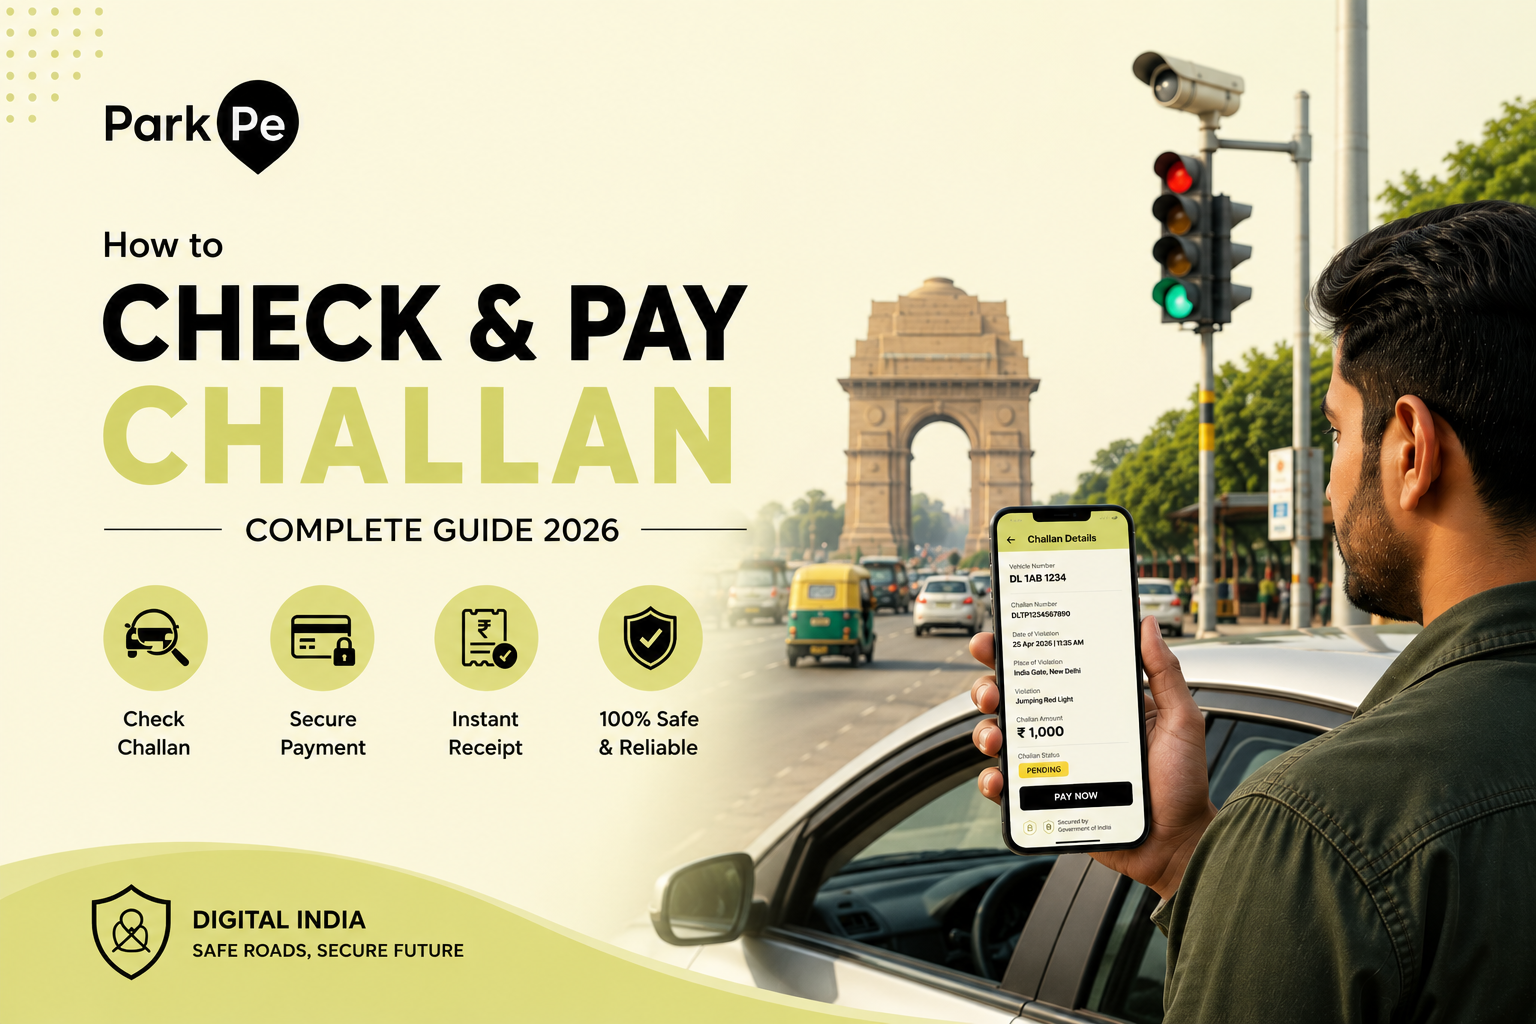 Park Pe
How to
CHECK & PAY
CHALLAN
COMPLETE GUIDE 2026
Check
Challan
Secure
Payment
Instant
Receipt
100% Safe
& Reliable
DIGITAL INDIA
SAFE ROADS, SECURE FUTURE
← Challan Details
Vehicle Number
DL 1AB 1234
Challan Number
DLTP1234567890
Date of Violation
25 Apr 2026 | 11:35 AM
Place of Violation
India Gate, New Delhi
Violation
Jumping Red Light
Challan Amount
₹ 1,000
Challan Status
PENDING
PAY NOW
Secured by
Government of India